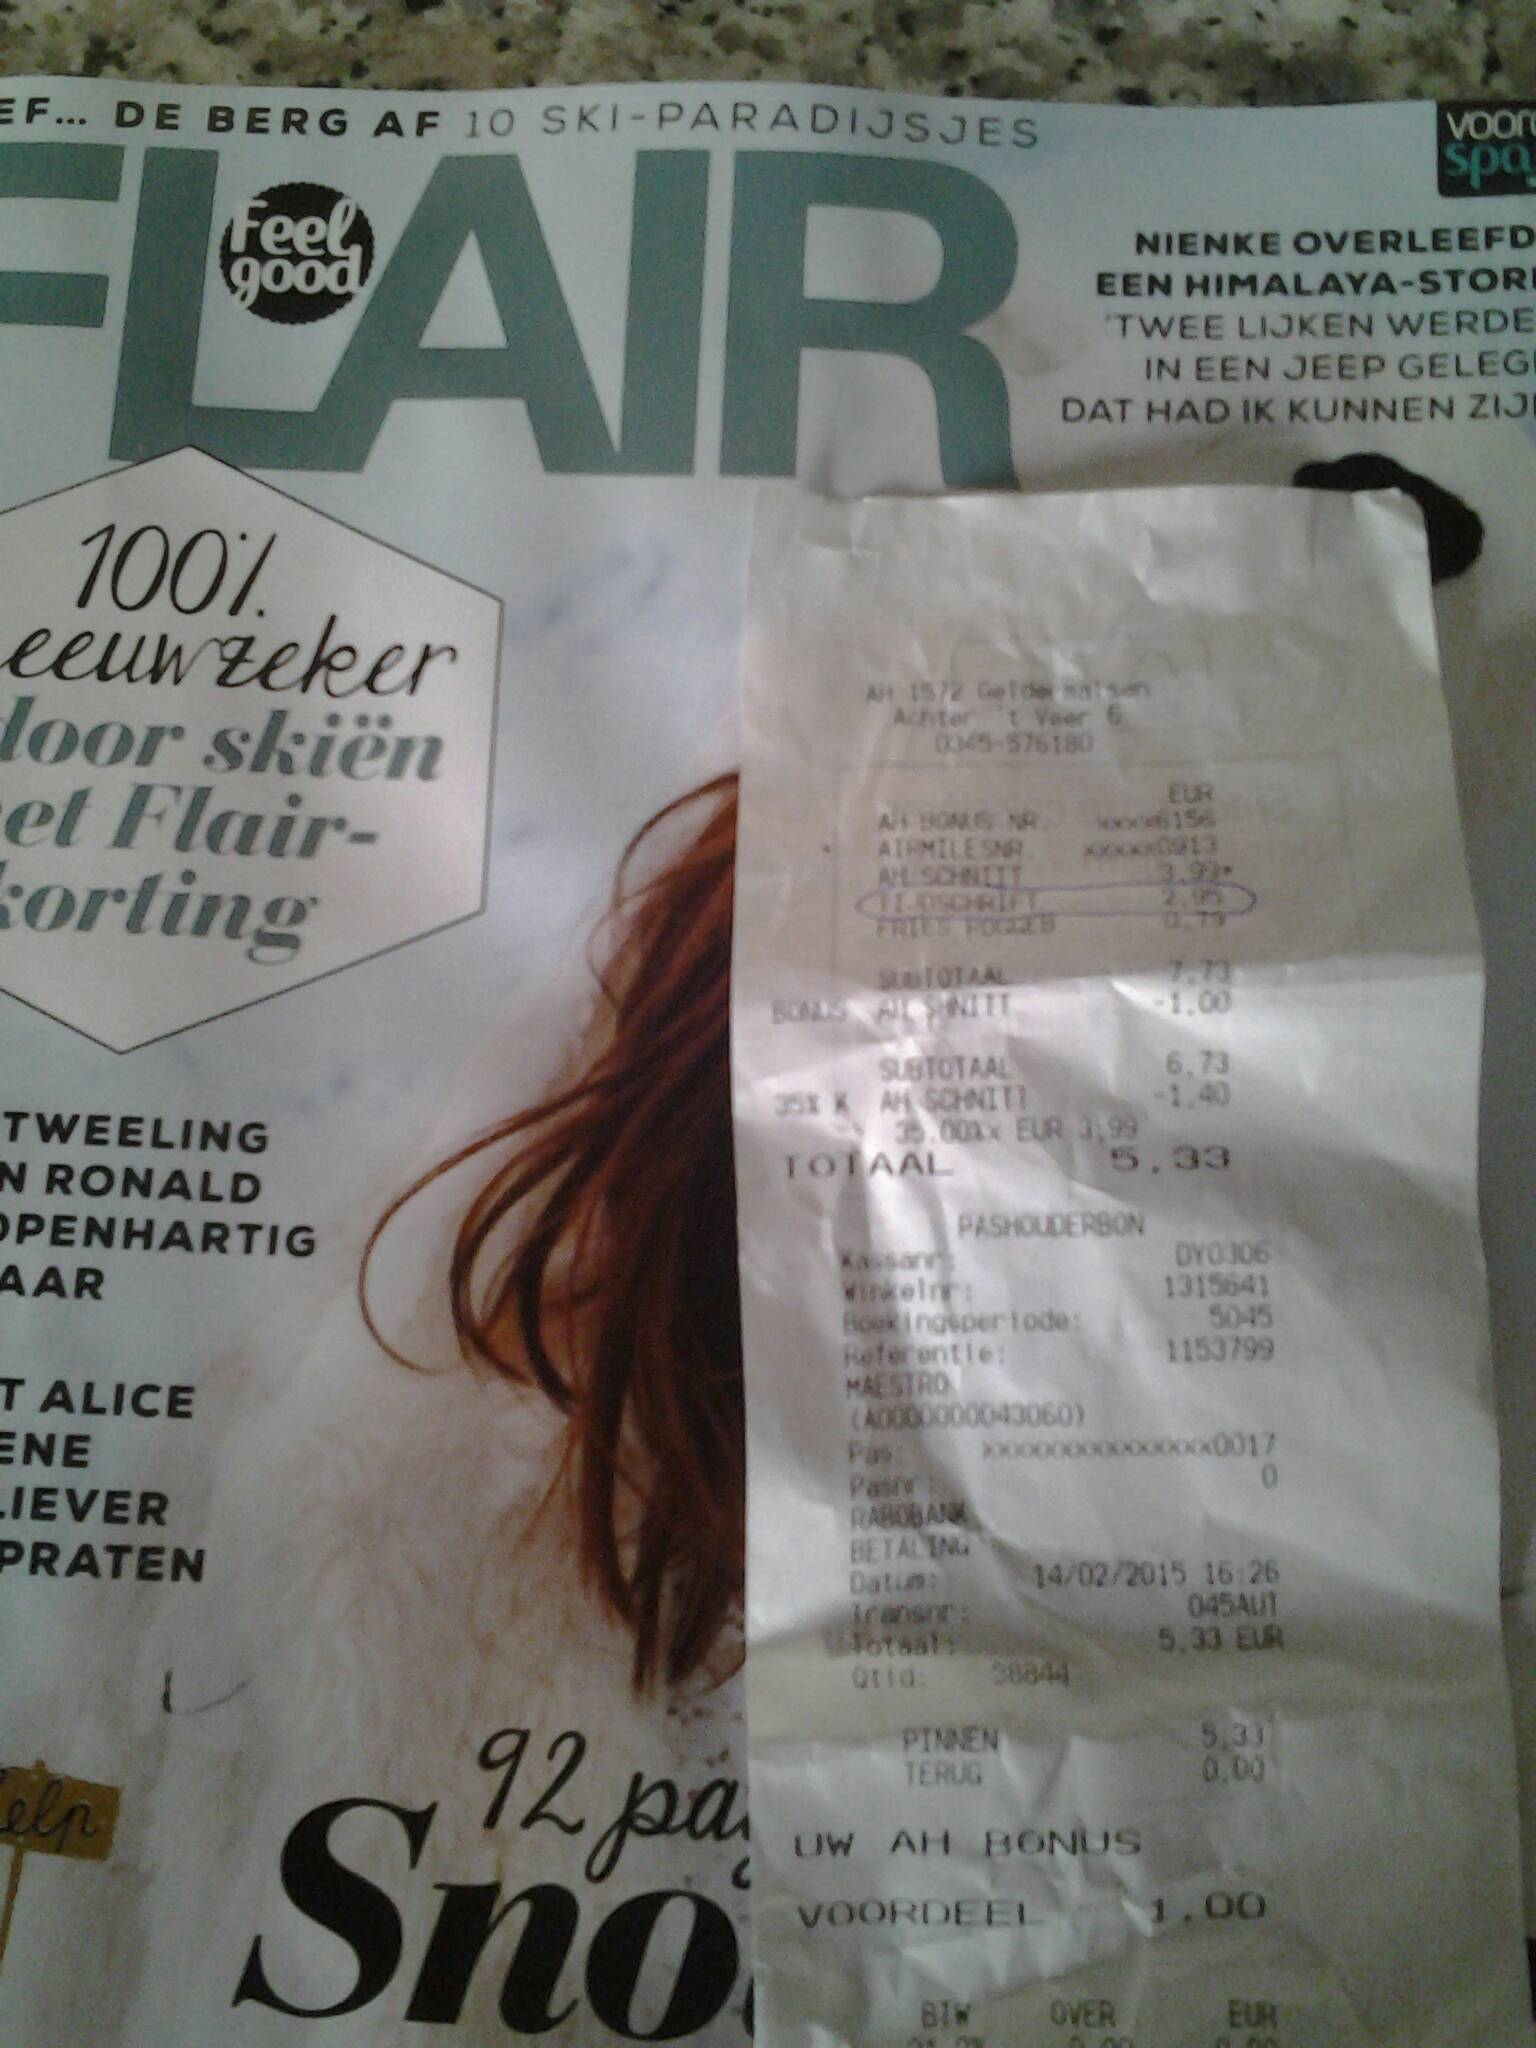 EF... DE BERG AF 10 SKI-PARADIJSJES
FLAIR
Feel
good
NIENKE OVERLEEFD
EEN HIMALAYA-STOR
'TWEE LIJKEN WERDE
IN EEN JEEP GELEG
DAT HAD IK KUNNEN ZIJ
100%
eeuwzeker
door skiën
et Flair-
korting
TWEELING
N RONALD
OPENHARTIG
AAR
T ALICE
ENE
LIEVER
PRATEN
elp
92 pa
Sno
AH 1572 Geldermalsen
Achter 't Veer 6
0345-576180
EUR
AH BONUS NR. xxxx6156
AIRMILESNR. xxxxx0913
AH SCHNITT 3.99*
TIJDSCHRIFT 2.95
FRIES ROGGEB 0.79
SUBTOTAAL 7.73
BONUS AH SHNITT -1.00
SUBTOTAAL 6.73
35% K AH SCHNITT -1.40
35.00%x EUR 3,99
TOTAAL 5.33
PASHOUDERBON
Kassanr: DY0306
Winkelnr: 1315641
Boekingsperiode: 5045
Referentie: 1153799
MAESTRO
(A0000000043060)
Pas: xxxxxxxxxxxxxxx0017
Pasnr: 0
RABOBANK
BETALING
Datum: 14/02/2015 16:26
Transnr: 045AUT
Totaal: 5.33 EUR
Qtid: 38844
PINNEN 5,33
TERUG 0,00
UW AH BONUS
VOORDEEL 1.00
BTW OVER EUR